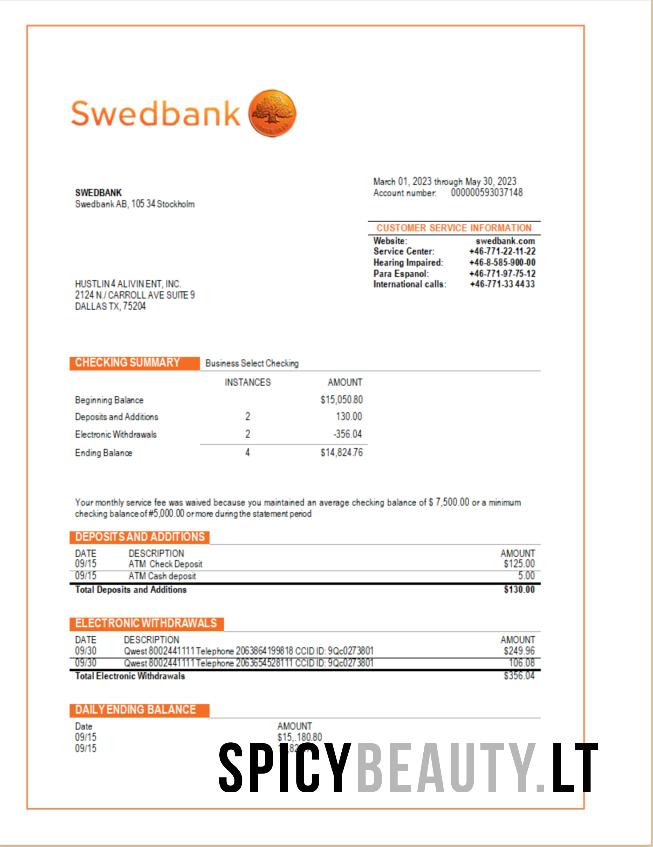 Swedbank
March 01, 2023 through May 30, 2023
Account number: 000000593037148
SWEDBANK
Swedbank AB, 105 34 Stockholm
CUSTOMER SERVICE INFORMATION
Website: swedbank.com
Service Center: +46-771-22-11-22
Hearing Impaired: +46-8-585-900-00
Para Espanol: +46-771-97-75-12
International calls: +46-771-33 44 33
HUSTLIN 4 ALIVIN ENT, INC.
2124 N./ CARROLL AVE SUITE 9
DALLAS TX, 75204
CHECKING SUMMARY Business Select Checking
INSTANCES AMOUNT
Beginning Balance $15,050.80
Deposits and Additions 2 130.00
Electronic Withdrawals 2 -356.04
Ending Balance 4 $14,824.76
Your monthly service fee was waived because you maintained an average checking balance of $ 7,500.00 or a minimum
checking balance of #5,000.00 or more during the statement period
DEPOSITS AND ADDITIONS
DATE DESCRIPTION AMOUNT
09/15 ATM Check Deposit $125.00
09/15 ATM Cash deposit 5.00
Total Deposits and Additions $130.00
ELECTRONIC WITHDRAWALS
DATE DESCRIPTION AMOUNT
09/30 Qwest 8002441111 Telephone 2063864199818 CCID ID: 9Qc0273801 $249.96
09/30 Qwest 8002441111 Telephone 2063654528111 CCID ID: 9Qc0273801 106.08
Total Electronic Withdrawals $356.04
DAILY ENDING BALANCE
Date AMOUNT
09/15 $15,.180.80
09/15
SPICYBEAUTY.LT